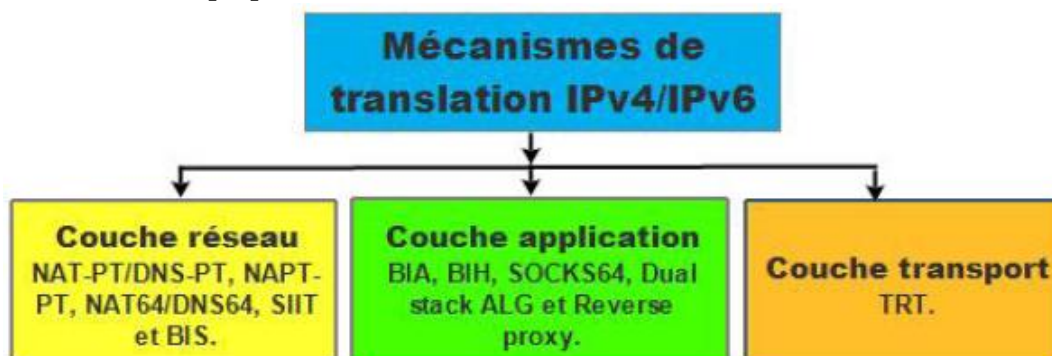 Mécanismes de
translation IPv4/IPv6
Couche réseau
NAT-PT/DNS-PT, NAPT-
PT, NAT64/DNS64, SIIT
et BIS.
Couche application
BIA, BIH, SOCKS64, Dual
stack ALG et Reverse
proxy.
Couche transport
TRT.